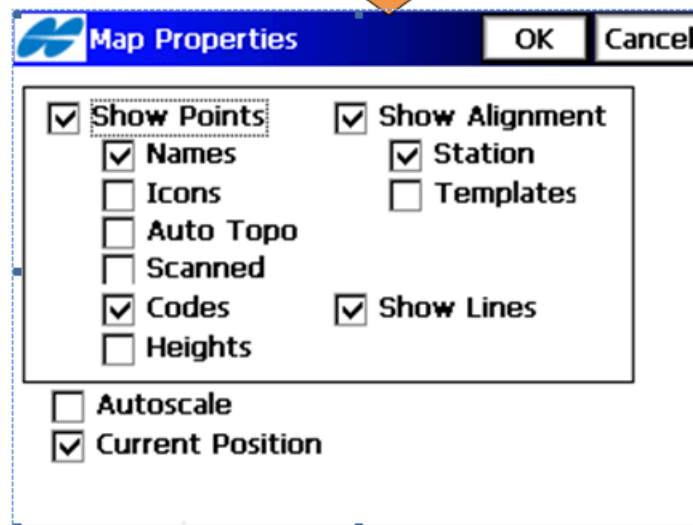 Map Properties OK Cancel
Show Points Show Alignment
Names Station
Icons Templates
Auto Topo
Scanned
Codes Show Lines
Heights
Autoscale
Current Position